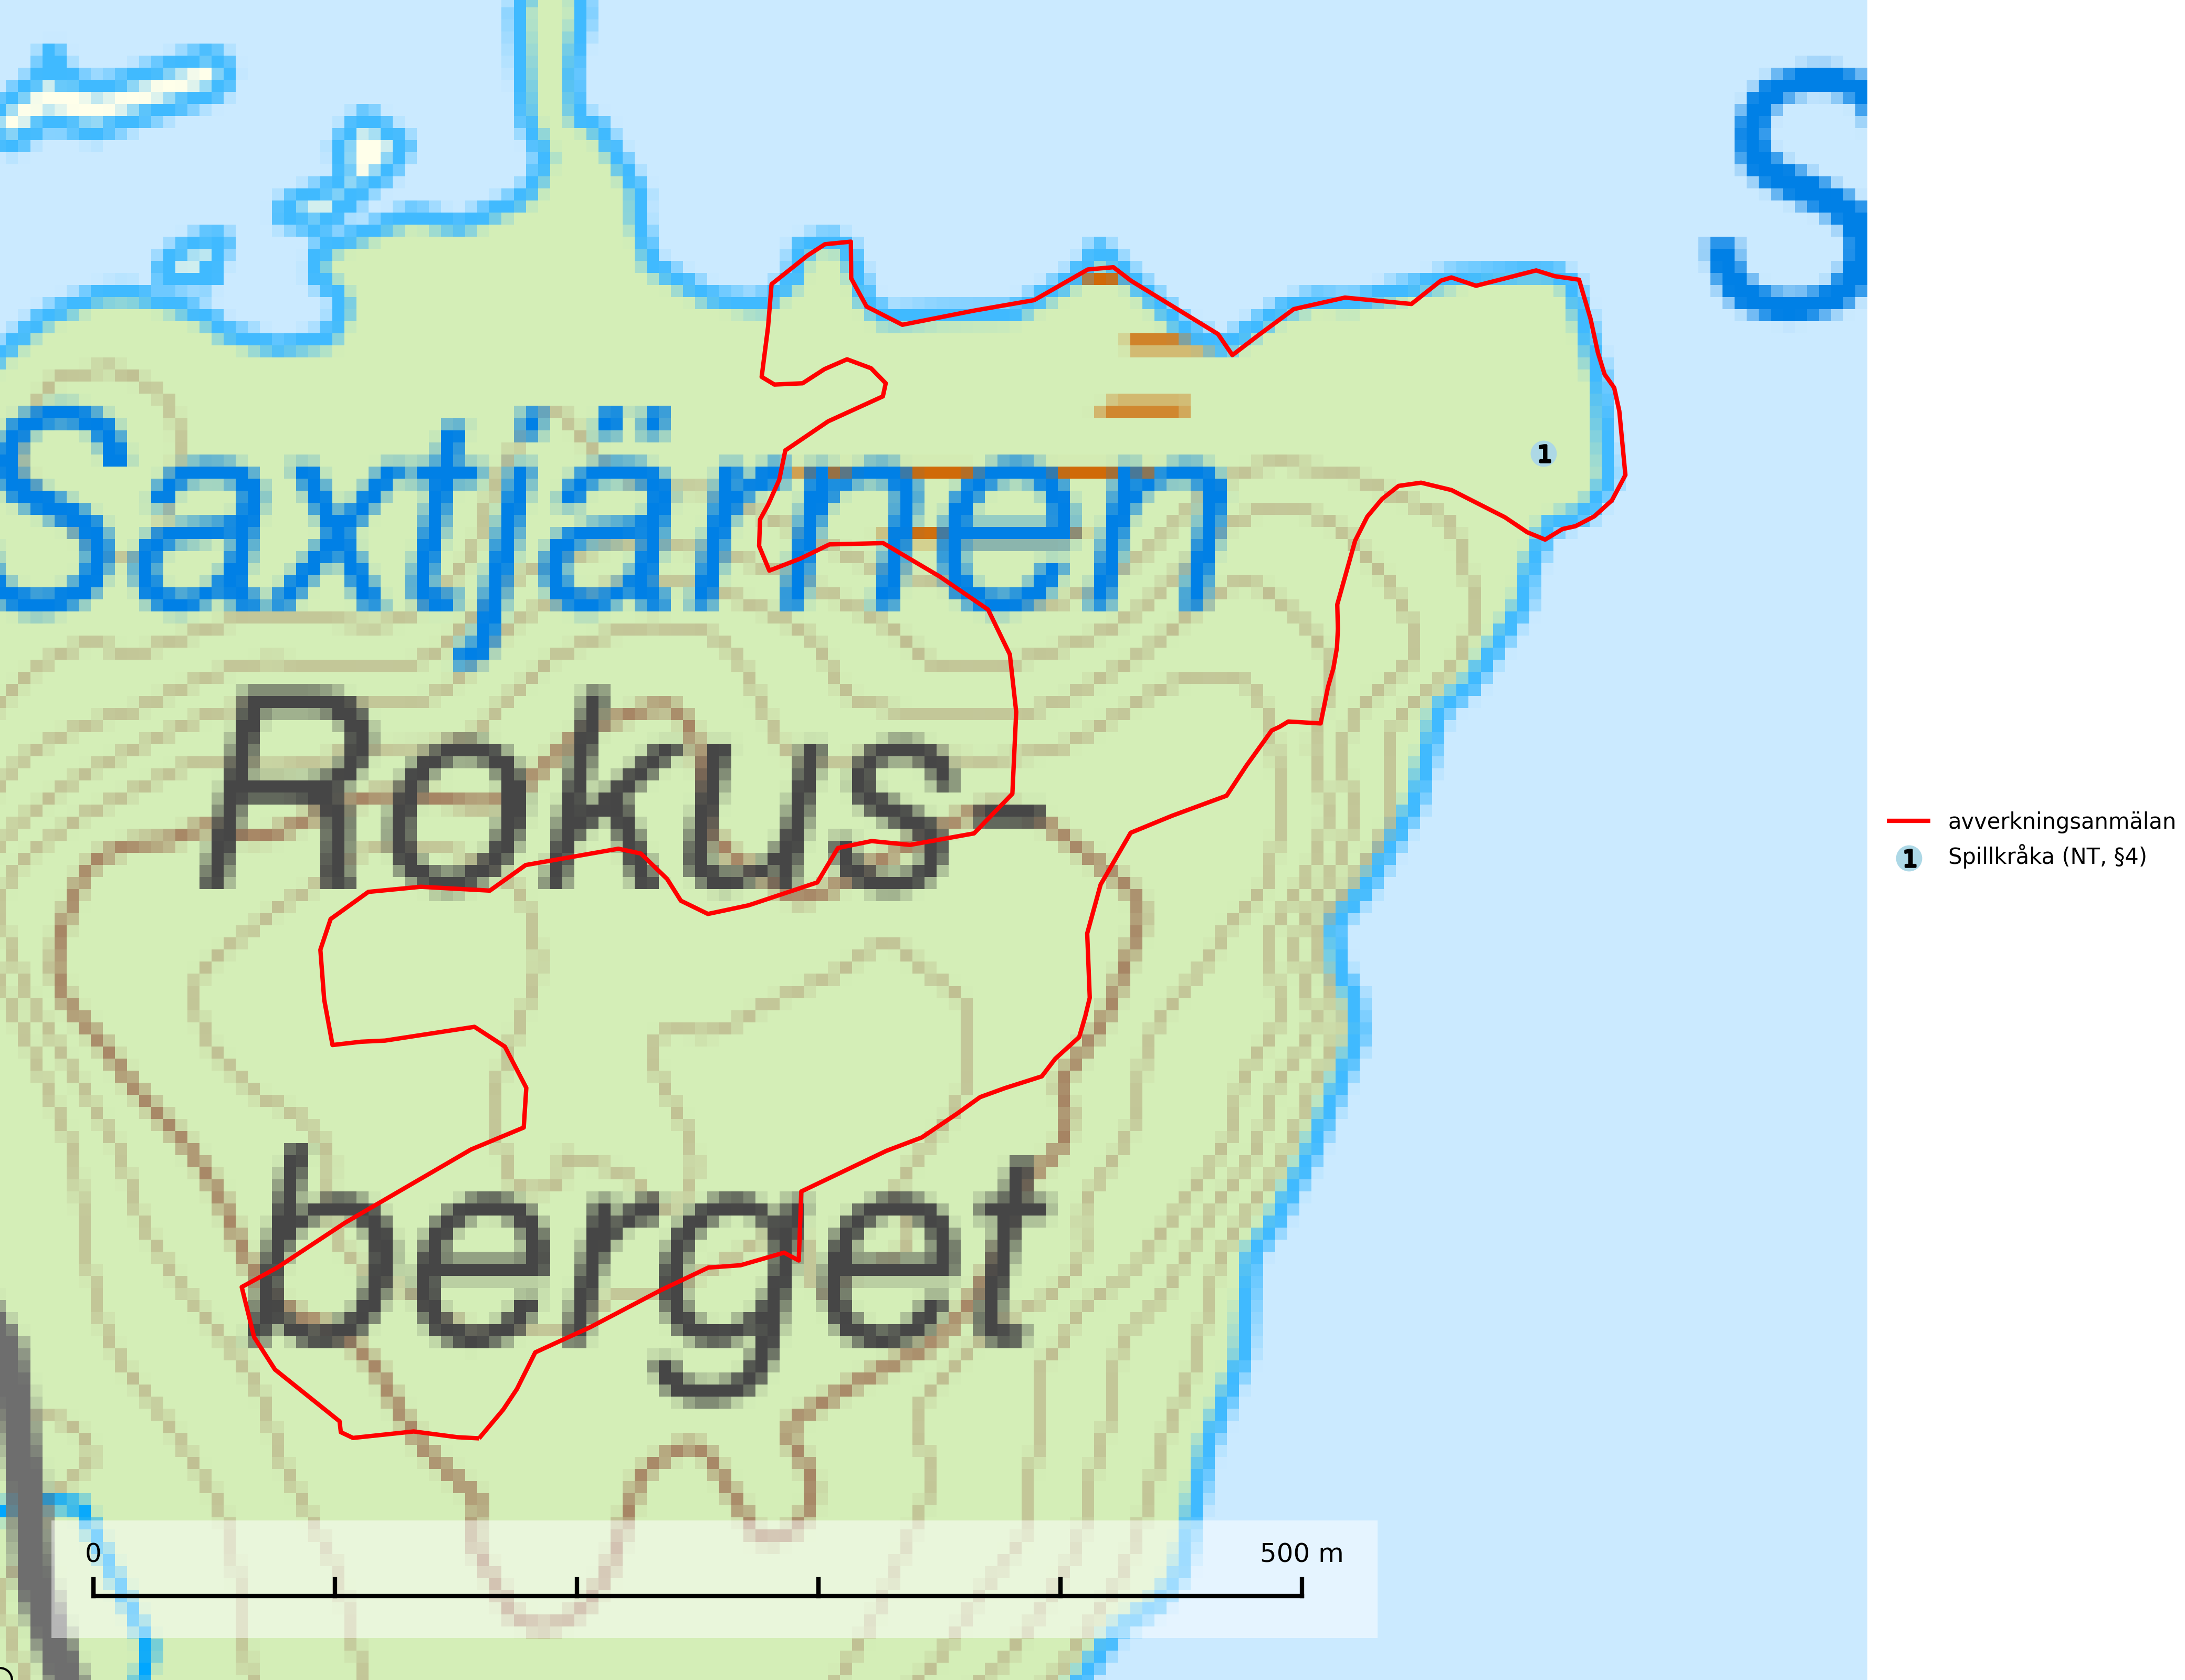 S
Saxtjärnen
Rokus-
berget
avverkningsanmälan
1 Spillkråka (NT, §4)
1
0 500 m